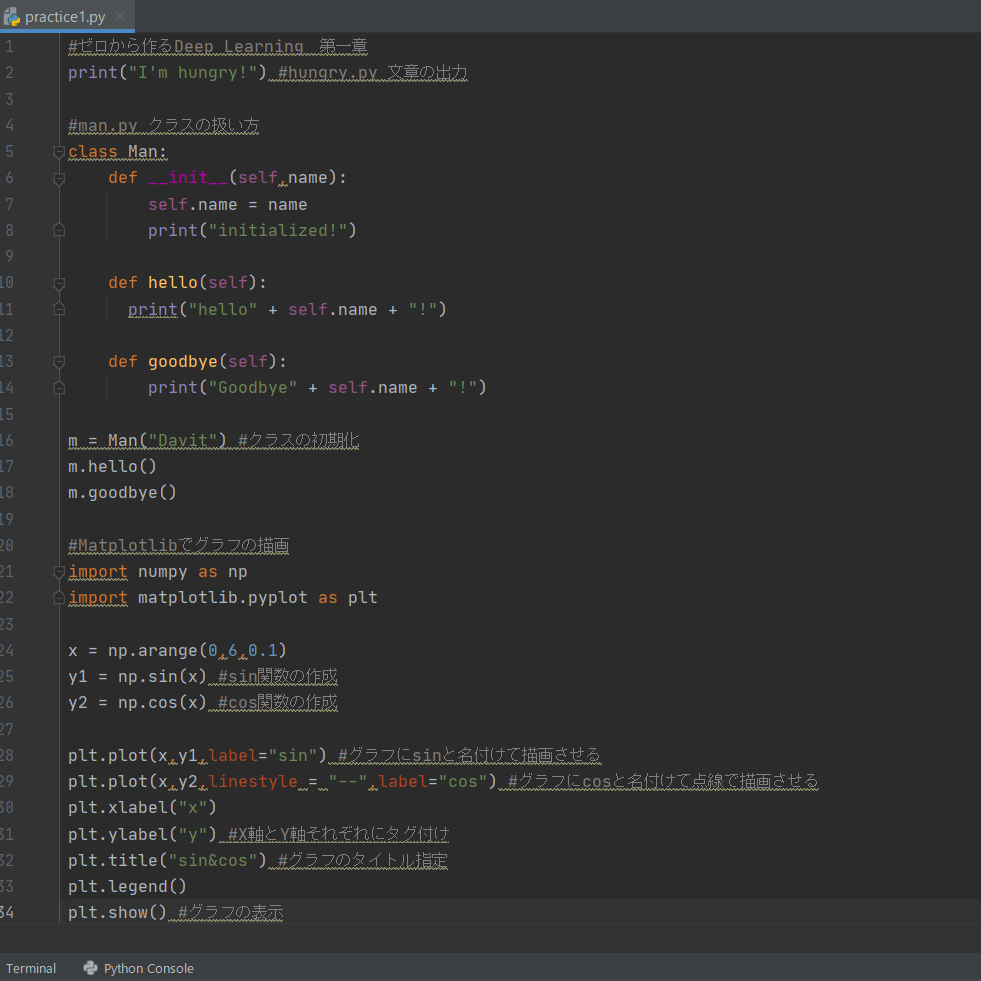 practice1.py
1 #ゼロから作るDeep Learning　第一章
2 print("I'm hungry!") #hungry.py 文章の出力
3
4 #man.py クラスの扱い方
5 class Man:
6     def __init__(self,name):
7         self.name = name
8         print("initialized!")
9
10     def hello(self):
11       print("hello" + self.name + "!")
12
13     def goodbye(self):
14         print("Goodbye" + self.name + "!")
15
16 m = Man("Davit") #クラスの初期化
17 m.hello()
18 m.goodbye()
19
20 #Matplotlibでグラフの描画
21 import numpy as np
22 import matplotlib.pyplot as plt
23
24 x = np.arange(0,6,0.1)
25 y1 = np.sin(x) #sin関数の作成
26 y2 = np.cos(x) #cos関数の作成
27
28 plt.plot(x,y1,label="sin") #グラフにsinと名付けて描画させる
29 plt.plot(x,y2,linestyle = "--",label="cos") #グラフにcosと名付けて点線で描画させる
30 plt.xlabel("x")
31 plt.ylabel("y") #X軸とY軸それぞれにタグ付け
32 plt.title("sin&cos") #グラフのタイトル指定
33 plt.legend()
34 plt.show() #グラフの表示
Terminal Python Console